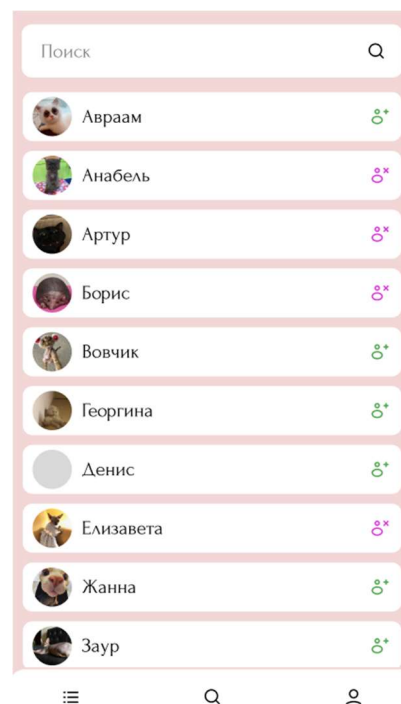 Поиск
Авраам
Анабель
Артур
Борис
Вовчик
Георгина
Денис
Елизавета
Жанна
Заур